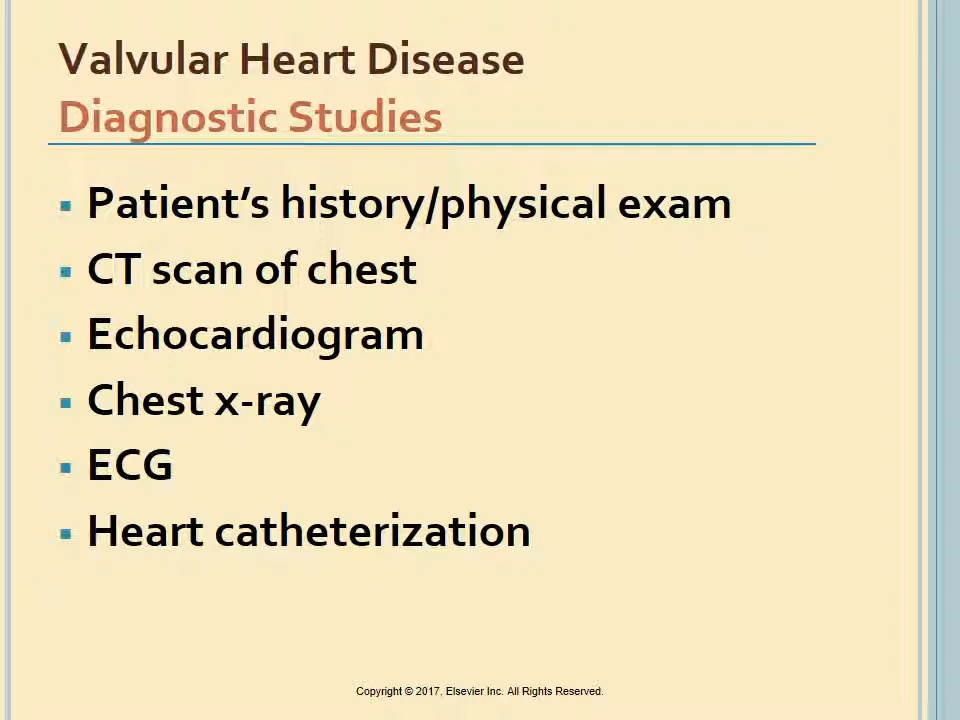 Valvular Heart Disease
Diagnostic Studies
▪ Patient’s history/physical exam
▪ CT scan of chest
▪ Echocardiogram
▪ Chest x-ray
▪ ECG
▪ Heart catheterization
Copyright © 2017, Elsevier Inc. All Rights Reserved.